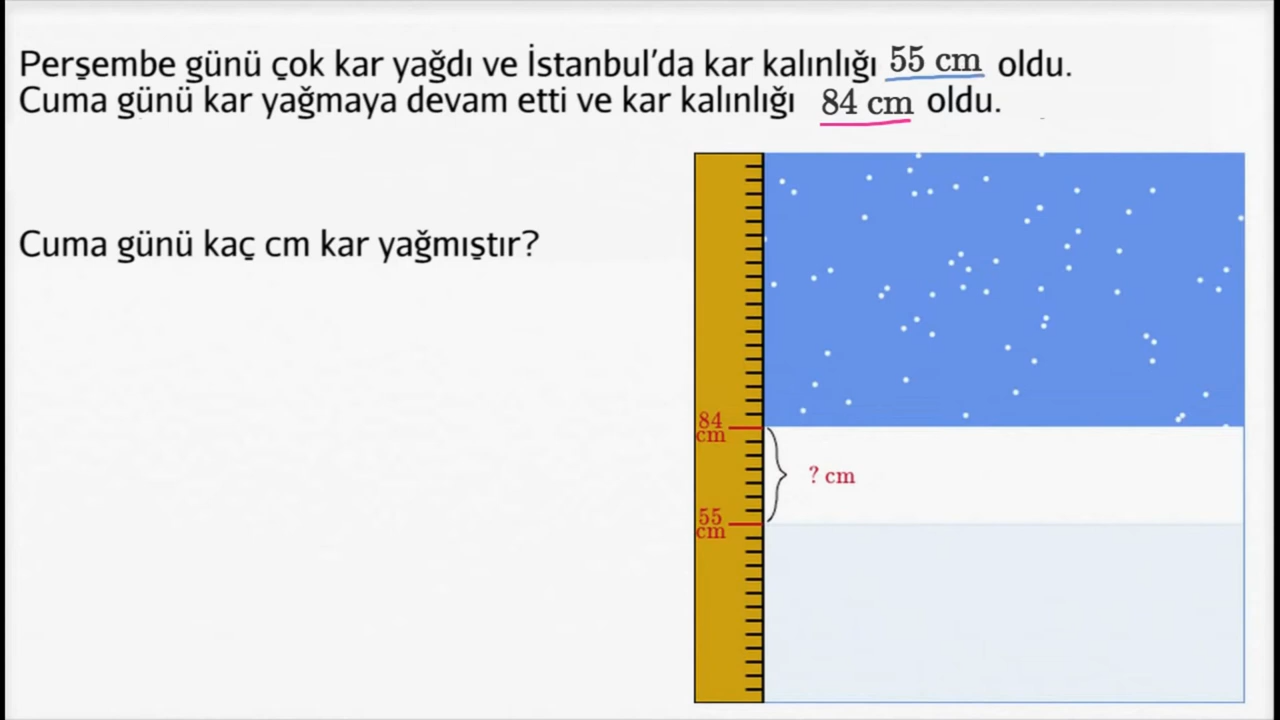 Perşembe günü çok kar yağdı ve İstanbul'da kar kalınlığı 55 cm oldu.
Cuma günü kar yağmaya devam etti ve kar kalınlığı 84 cm oldu.
Cuma günü kaç cm kar yağmıştır?
84
cm
? cm
55
cm